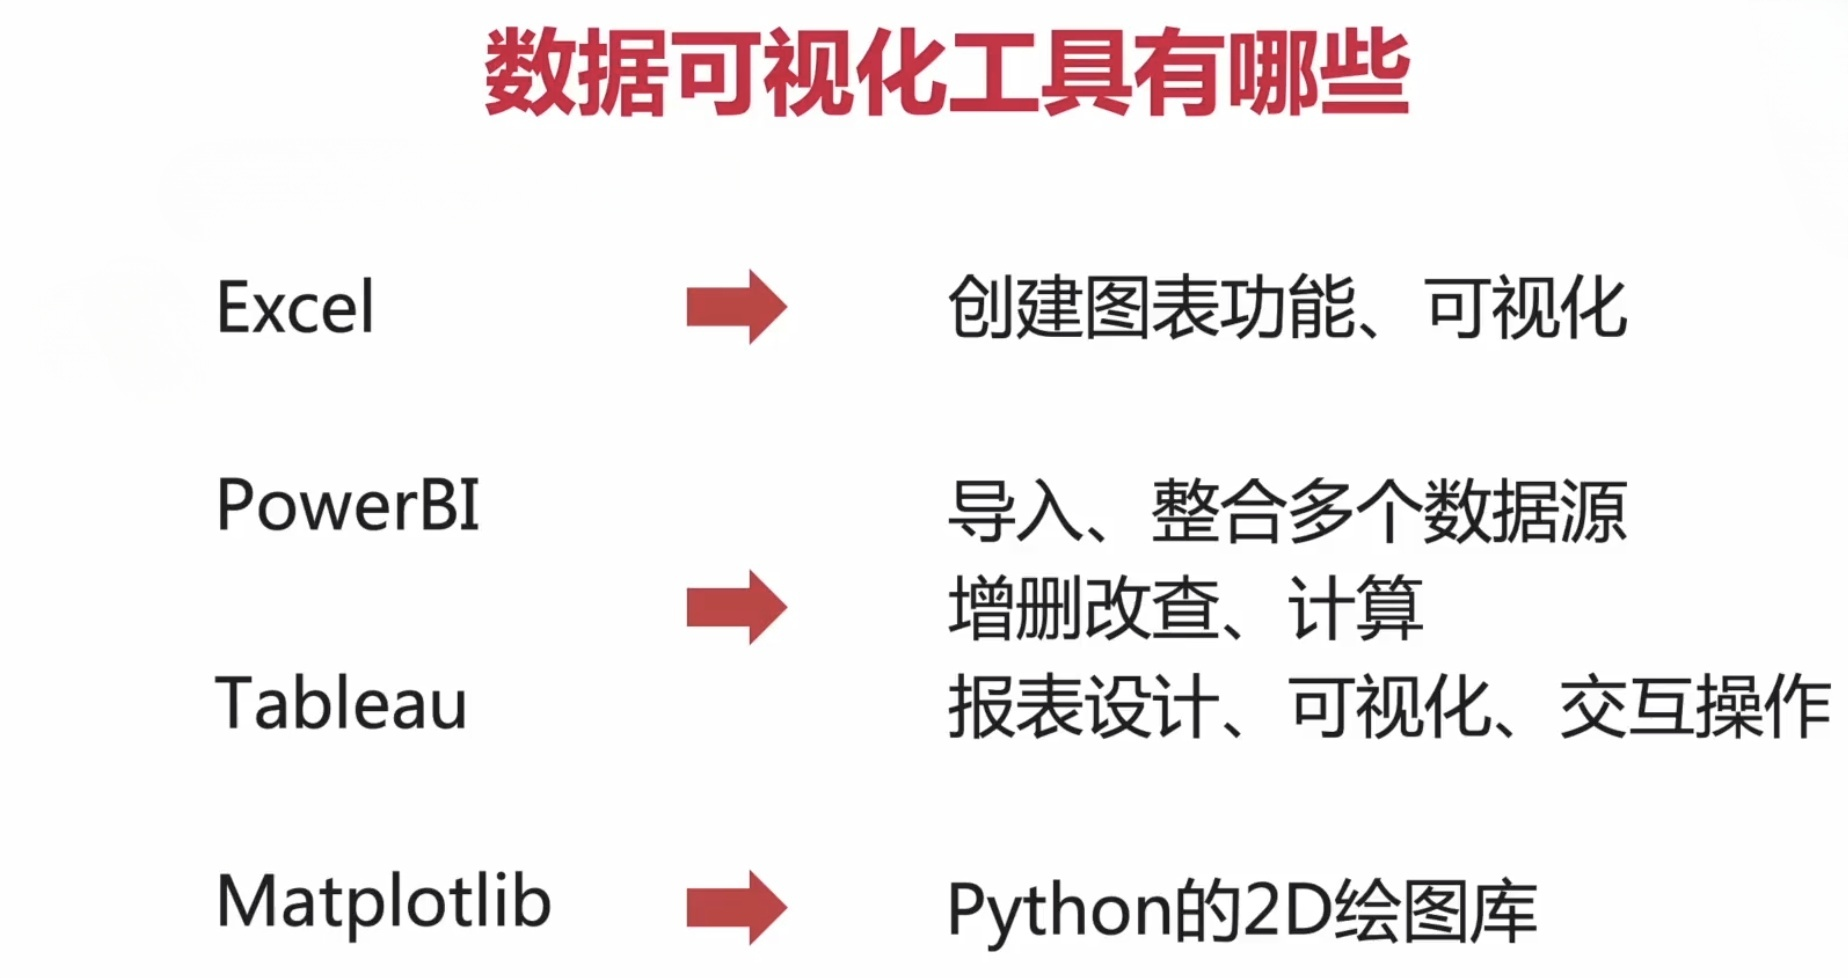 数据可视化工具有哪些
Excel
创建图表功能、可视化
PowerBI
导入、整合多个数据源
增删改查、计算
Tableau
报表设计、可视化、交互操作
Matplotlib
Python的2D绘图库